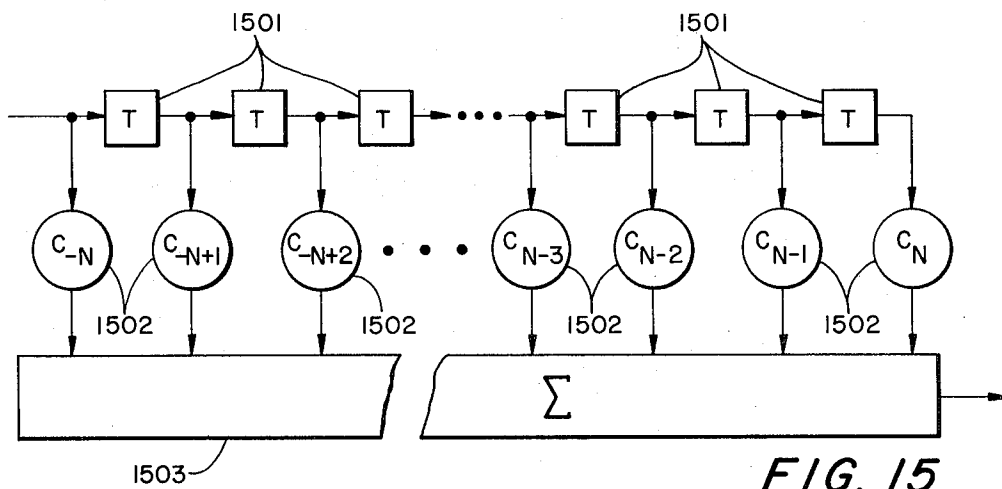 1501 1501
T T T T T T
C-N C-N+1 C-N+2 CN-3 CN-2 CN-1 CN
1502 1502 1502 1502
Σ
1503
FIG. 15